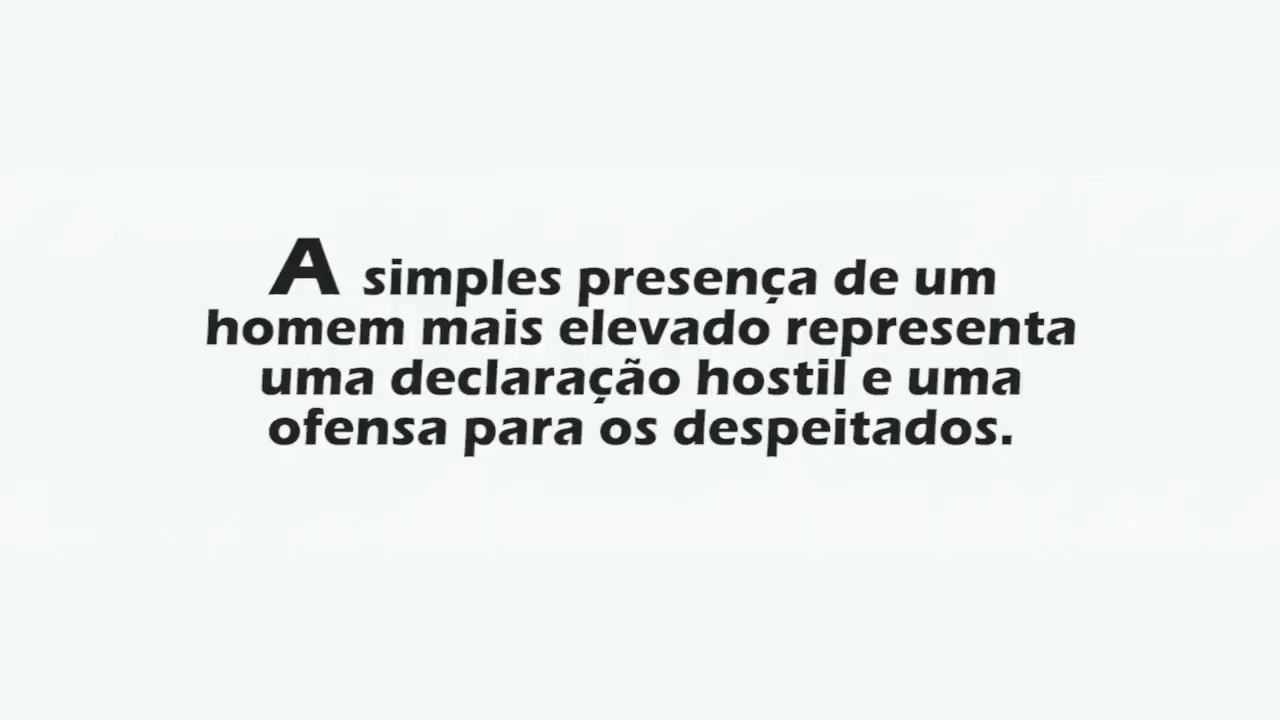 A simples presença de um
homem mais elevado representa
uma declaração hostil e uma
ofensa para os despeitados.